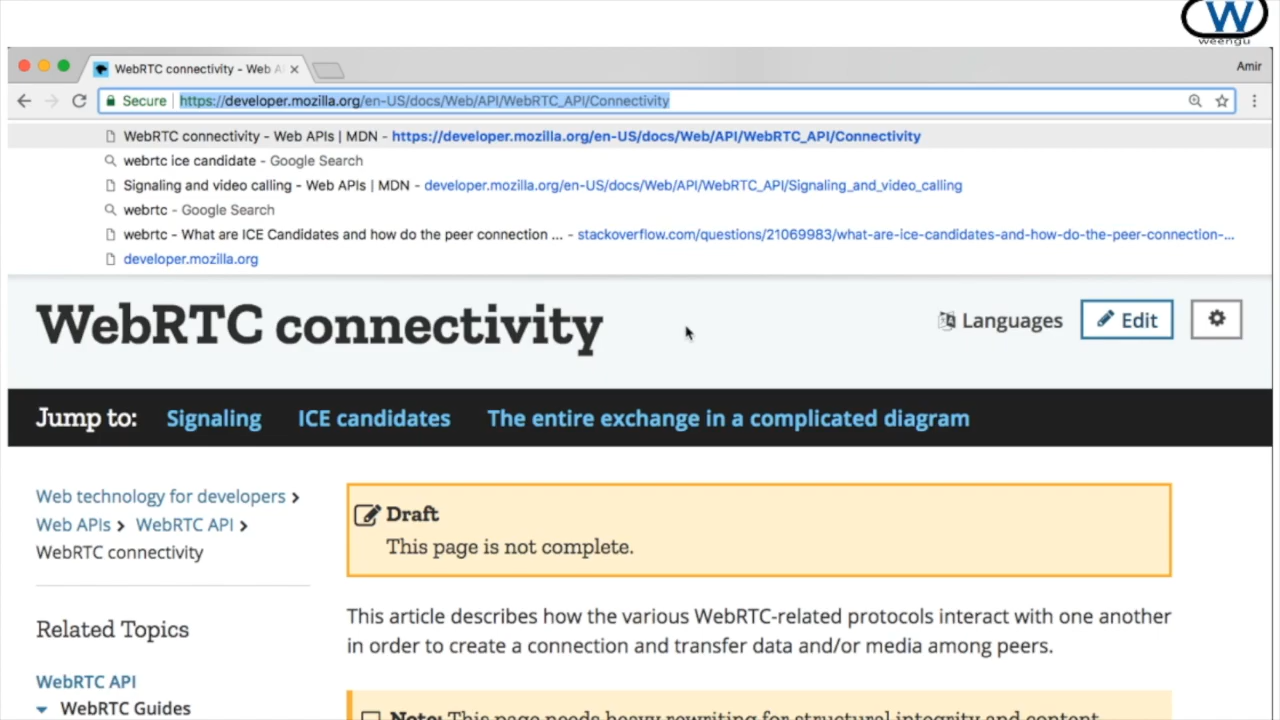 W
weengu
WebRTC connectivity - Web A
Amir
Secure https://developer.mozilla.org/en-US/docs/Web/API/WebRTC_API/Connectivity
WebRTC connectivity - Web APIs | MDN - https://developer.mozilla.org/en-US/docs/Web/API/WebRTC_API/Connectivity
webrtc ice candidate - Google Search
Signaling and video calling - Web APIs | MDN - developer.mozilla.org/en-US/docs/Web/API/WebRTC_API/Signaling_and_video_calling
webrtc - Google Search
webrtc - What are ICE Candidates and how do the peer connection ... - stackoverflow.com/questions/21069983/what-are-ice-candidates-and-how-do-the-peer-connection-...
developer.mozilla.org
WebRTC connectivity
Languages
Edit
Jump to: Signaling ICE candidates The entire exchange in a complicated diagram
Web technology for developers >
Web APIs > WebRTC API >
WebRTC connectivity
Related Topics
WebRTC API
WebRTC Guides
Draft
This page is not complete.
This article describes how the various WebRTC-related protocols interact with one another
in order to create a connection and transfer data and/or media among peers.
Note: This page needs heavy rewriting for structural integrity and content